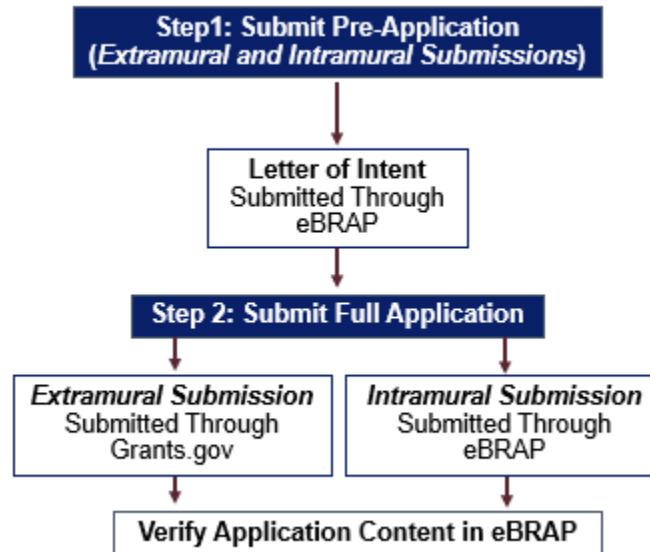 Step1: Submit Pre-Application
(Extramural and Intramural Submissions)
Letter of Intent
Submitted Through
eBRAP
Step 2: Submit Full Application
Extramural Submission
Submitted Through
Grants.gov
Intramural Submission
Submitted Through
eBRAP
Verify Application Content in eBRAP